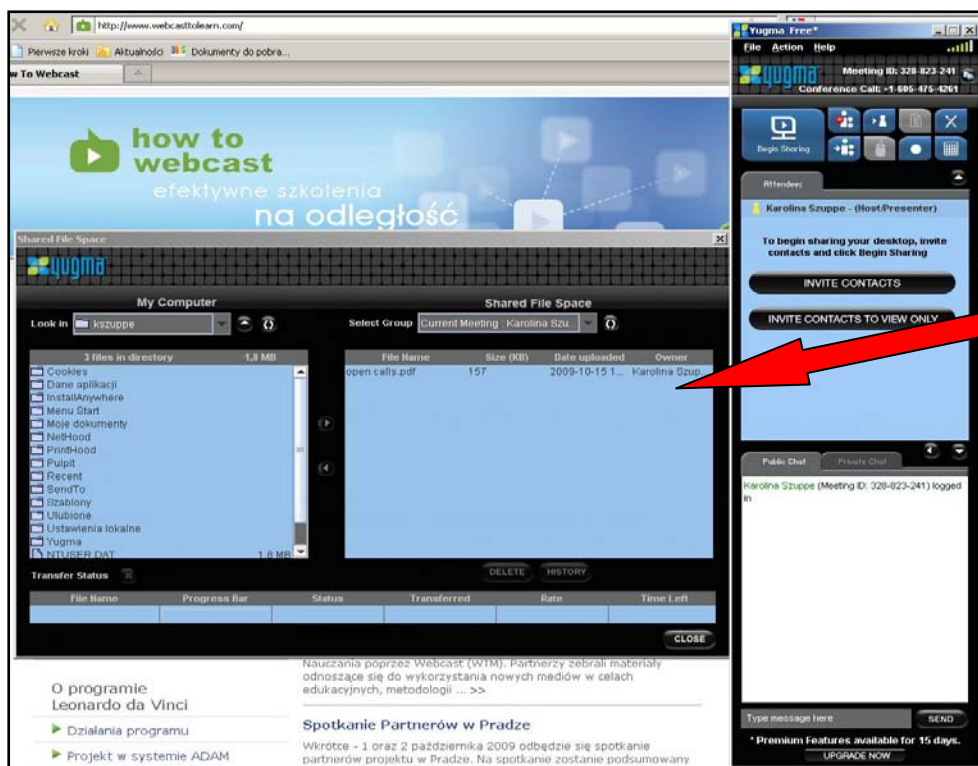 http://www.webcasttolearn.com/
Pierwsze kroki Aktualności Dokumenty do pobra...
w To Webcast
how to
webcast
efektywne szkolenia
na odległość
Shared File Space
yugma
My Computer
Look in kszuppe
3 files in directory -1,8 MB
Cookies
Dane aplikacji
InstallAnywhere
Menu Start
Moje dokumenty
NetHood
PrintHood
Pulpit
Recent
SendTo
Szablony
Ulubione
Ustawienia lokalne
Yugma
NTUSER.DAT 1.8 MB
Shared File Space
Select Group Current Meeting : Karolina Szu...
File Name Size (KB) Date uploaded Owner
open calls.pdf 157 2009-10-15 1... Karolina Szup...
DELETE HISTORY
Transfer Status
File Name Progress Bar Status Transferred Rate Time Left
CLOSE
O programie
Leonardo da Vinci
Działania programu
Projekt w systemie ADAM
Nauczania poprzez Webcast (WTM). Partnerzy zebrali materiały
odnoszące się do wykorzystania nowych mediów w celach
edukacyjnych, metodologii ... >>
Spotkanie Partnerów w Pradze
Wkrótce - 1 oraz 2 października 2009 odbędzie się spotkanie
partnerów projektu w Pradze. Na spotkanie zostanie podsumowany
Yugma Free*
File Action Help
yugma
Meeting ID: 328-823-241
Conference Call: +1-605-475-4261
Begin Sharing
Attendees
Karolina Szuppe - (Host/Presenter)
To begin sharing your desktop, invite
contacts and click Begin Sharing
INVITE CONTACTS
INVITE CONTACTS TO VIEW ONLY
Public Chat Private Chat
Karolina Szuppe (Meeting ID: 328-823-241) logged
in
Type message here SEND
* Premium Features available for 15 days.
UPGRADE NOW